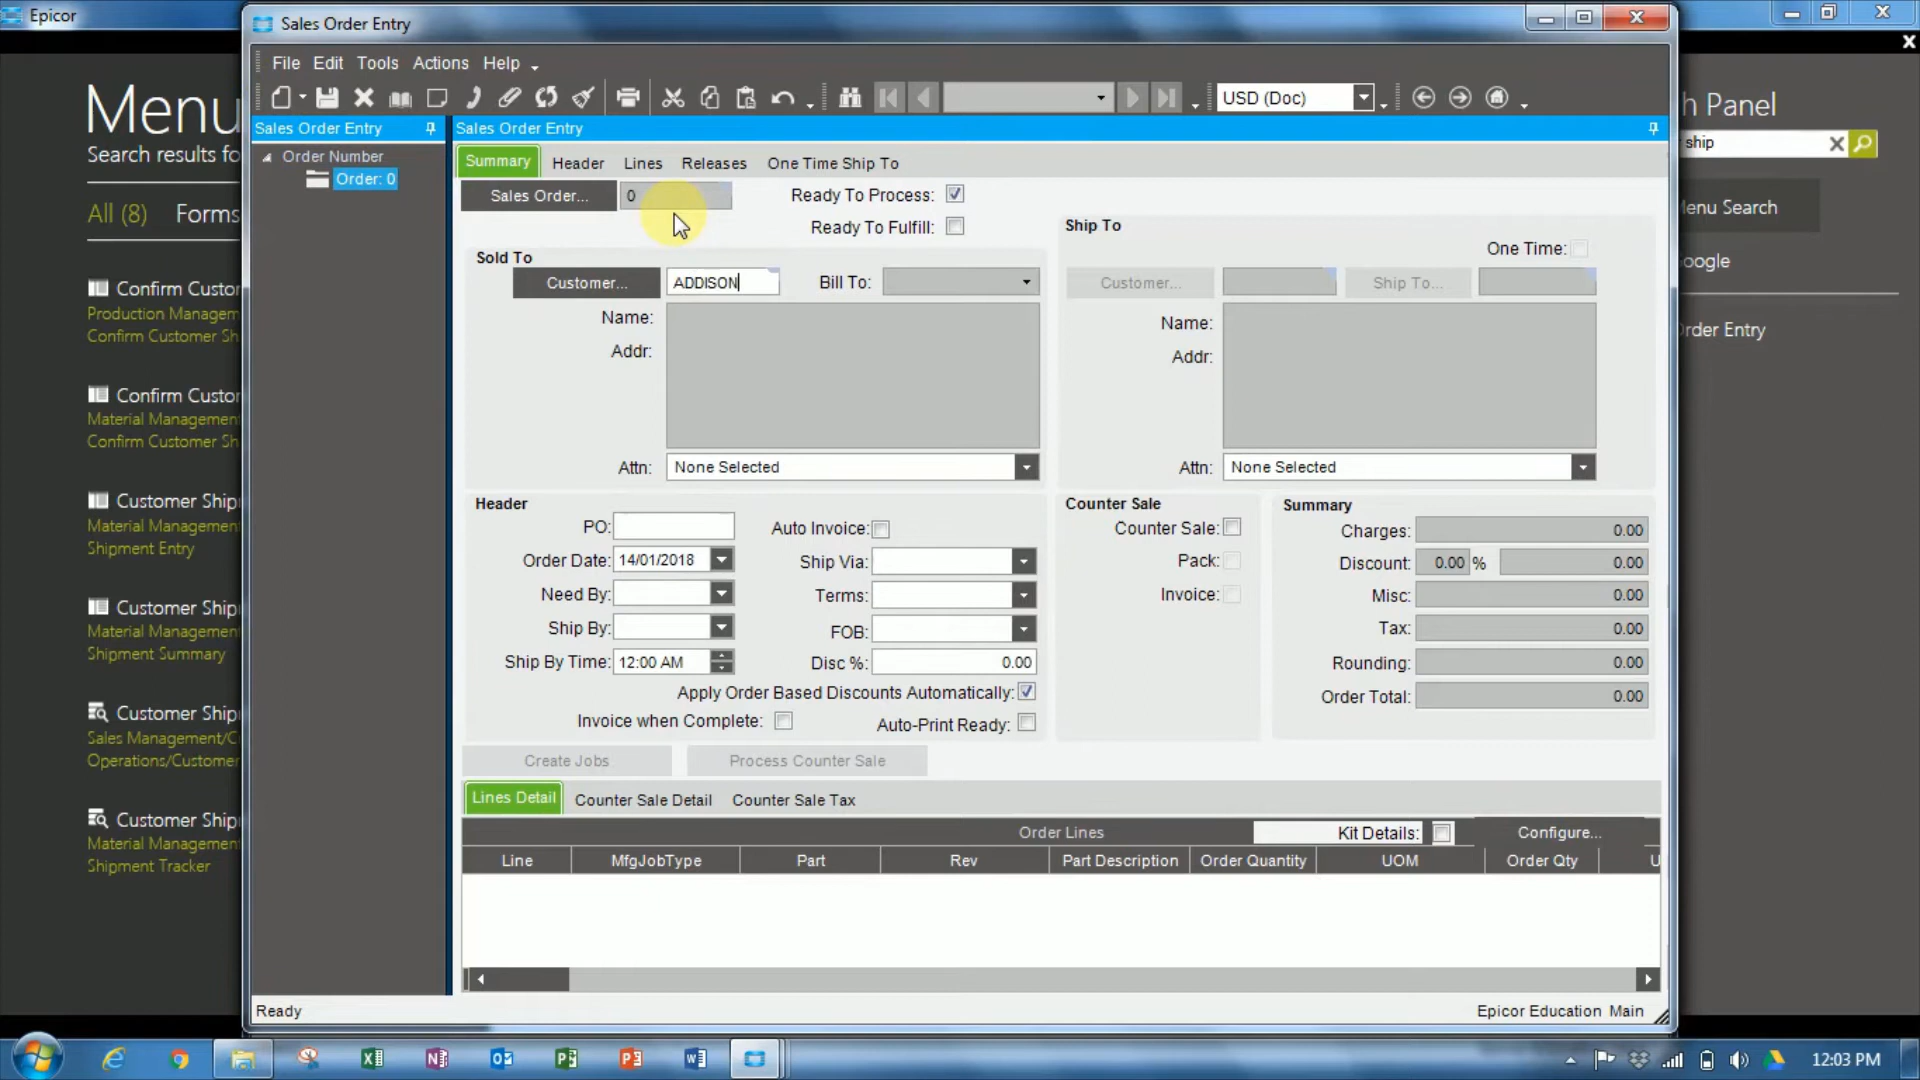 Epicor
Sales Order Entry
Menu
Search results fo
All (8) Forms
Confirm Custor
Production Managem
Confirm Customer Sh
Confirm Custor
Material Management
Confirm Customer Sh
Customer Ship
Material Management
Shipment Entry
Customer Ship
Material Management
Shipment Summary
Customer Ship
Sales Management/C
Operations/Customer
Customer Ship
Material Management
Shipment Tracker
File Edit Tools Actions Help
USD (Doc)
Sales Order Entry
Order Number
Order: 0
Sales Order Entry
Summary Header Lines Releases One Time Ship To
Sales Order... 0 Ready To Process:
Ready To Fulfill:
Sold To
Customer... ADDISON Bill To:
Name:
Addr:
Attn: None Selected
Ship To
One Time:
Customer... Ship To...
Name:
Addr:
Attn: None Selected
Header
PO: Auto Invoice:
Order Date: 14/01/2018 Ship Via:
Need By: Terms:
Ship By: FOB:
Ship By Time: 12:00 AM Disc %: 0.00
Apply Order Based Discounts Automatically:
Invoice when Complete: Auto-Print Ready:
Counter Sale
Counter Sale:
Pack:
Invoice:
Summary
Charges: 0.00
Discount: 0.00 % 0.00
Misc: 0.00
Tax: 0.00
Rounding: 0.00
Order Total: 0.00
Create Jobs Process Counter Sale
Lines Detail Counter Sale Detail Counter Sale Tax
Order Lines Kit Details: Configure...
Line MfgJobType Part Rev Part Description Order Quantity UOM Order Qty U
Ready Epicor Education Main
h Panel
ship
Menu Search
oogle
Order Entry
12:03 PM